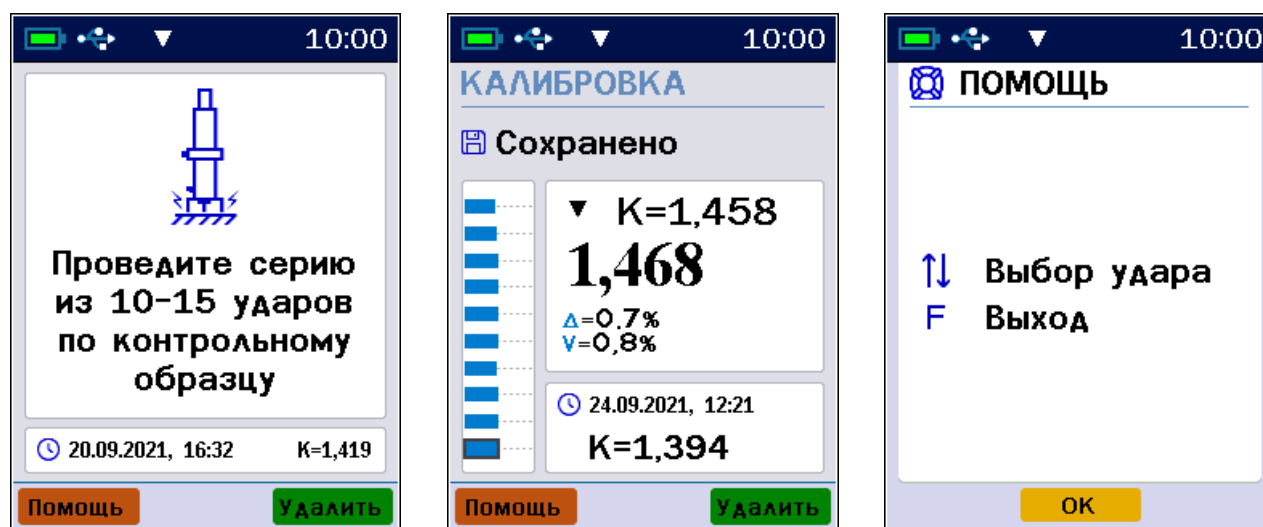 10:00
Проведите серию
из 10-15 ударов
по контрольному
образцу
20.09.2021, 16:32 K=1,419
Помощь Удалить
10:00
КАЛИБРОВКА
Сохранено
▼ K=1,458
1,468
Δ=0.7%
V=0,8%
24.09.2021, 12:21
K=1,394
Помощь Удалить
10:00
ПОМОЩЬ
↑↓ Выбор удара
F Выход
OK